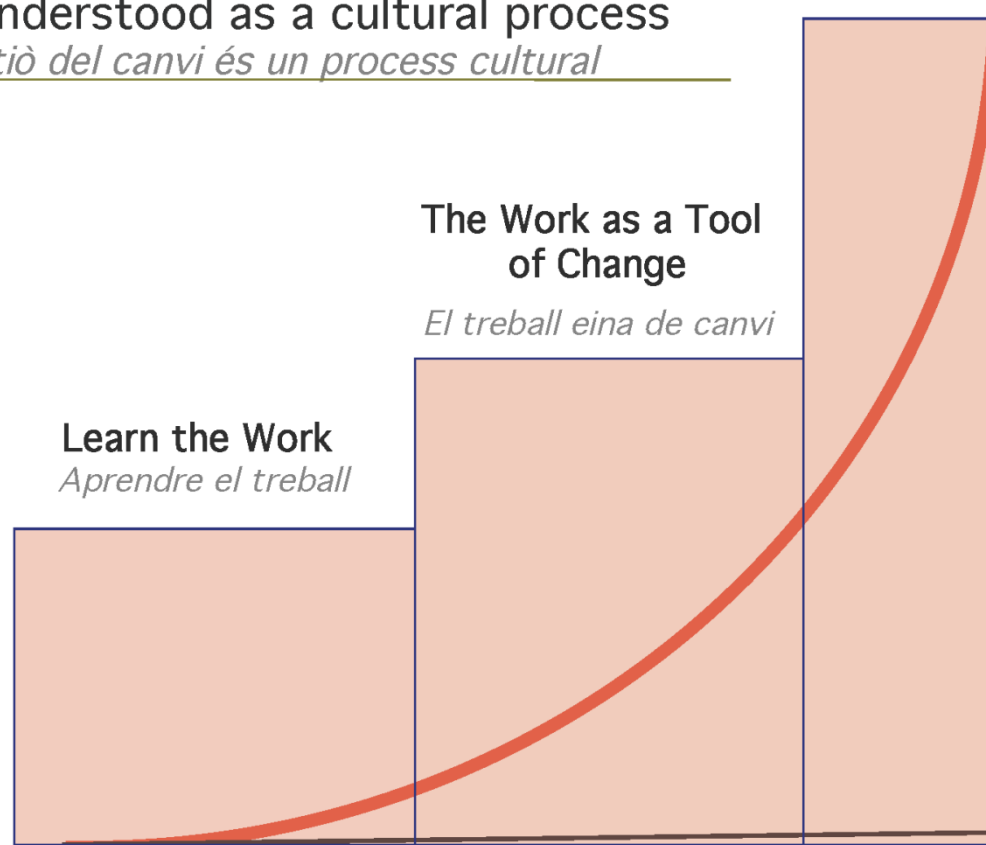 nderstood as a cultural process
tiò del canvi és un process cultural
The Work as a Tool
of Change
El treball eina de canvi
Learn the Work
Aprendre el treball